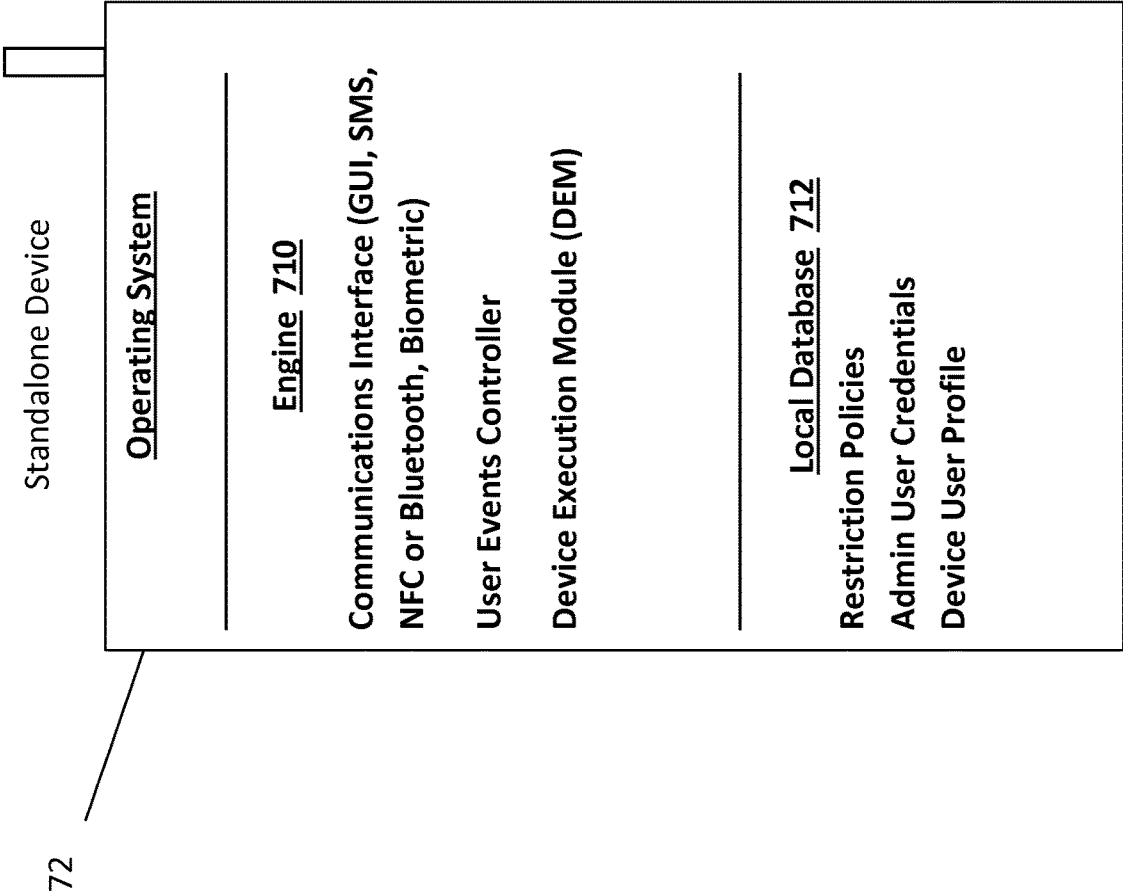 Standalone Device
72
Operating System
Engine 710
Communications Interface (GUI, SMS,
NFC or Bluetooth, Biometric)
User Events Controller
Device Execution Module (DEM)
Local Database 712
Restriction Policies
Admin User Credentials
Device User Profile